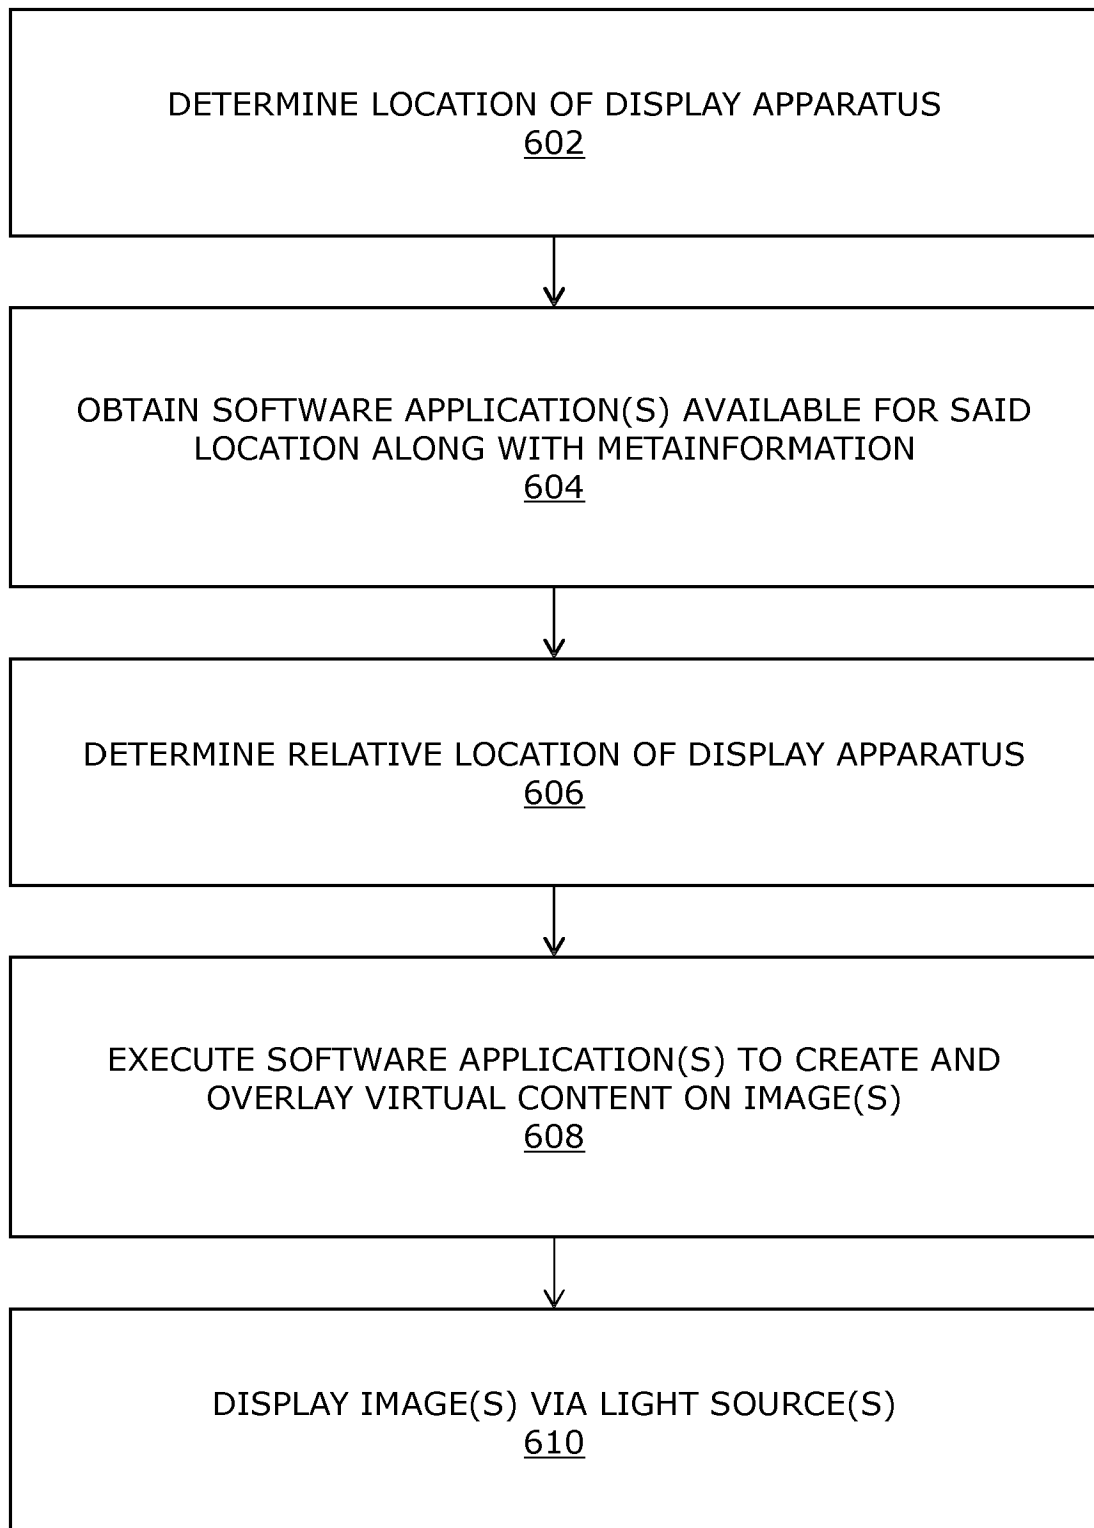 DETERMINE LOCATION OF DISPLAY APPARATUS
602
OBTAIN SOFTWARE APPLICATION(S) AVAILABLE FOR SAID
LOCATION ALONG WITH METAINFORMATION
604
DETERMINE RELATIVE LOCATION OF DISPLAY APPARATUS
606
EXECUTE SOFTWARE APPLICATION(S) TO CREATE AND
OVERLAY VIRTUAL CONTENT ON IMAGE(S)
608
DISPLAY IMAGE(S) VIA LIGHT SOURCE(S)
610